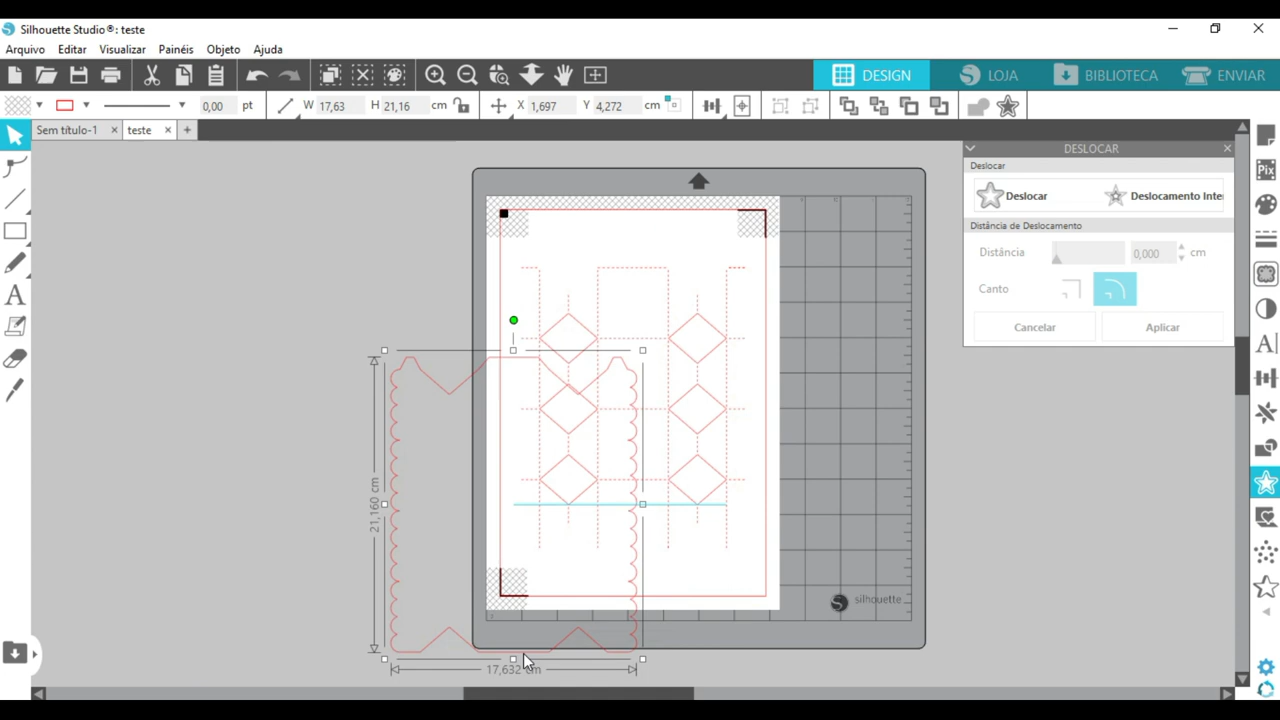 Silhouette Studio®: teste
Arquivo Editar Visualizar Painéis Objeto Ajuda
DESIGN LOJA BIBLIOTECA ENVIAR
0,00 pt W 17,63 H 21,16 cm X 1,697 Y 4,272 cm
Sem título-1 teste
DESLOCAR
Deslocar
Deslocar Deslocamento Inter
Distância de Deslocamento
Distância 0,000 cm
Canto
Cancelar Aplicar
Pix
21,160 cm
silhouette
17,632 cm